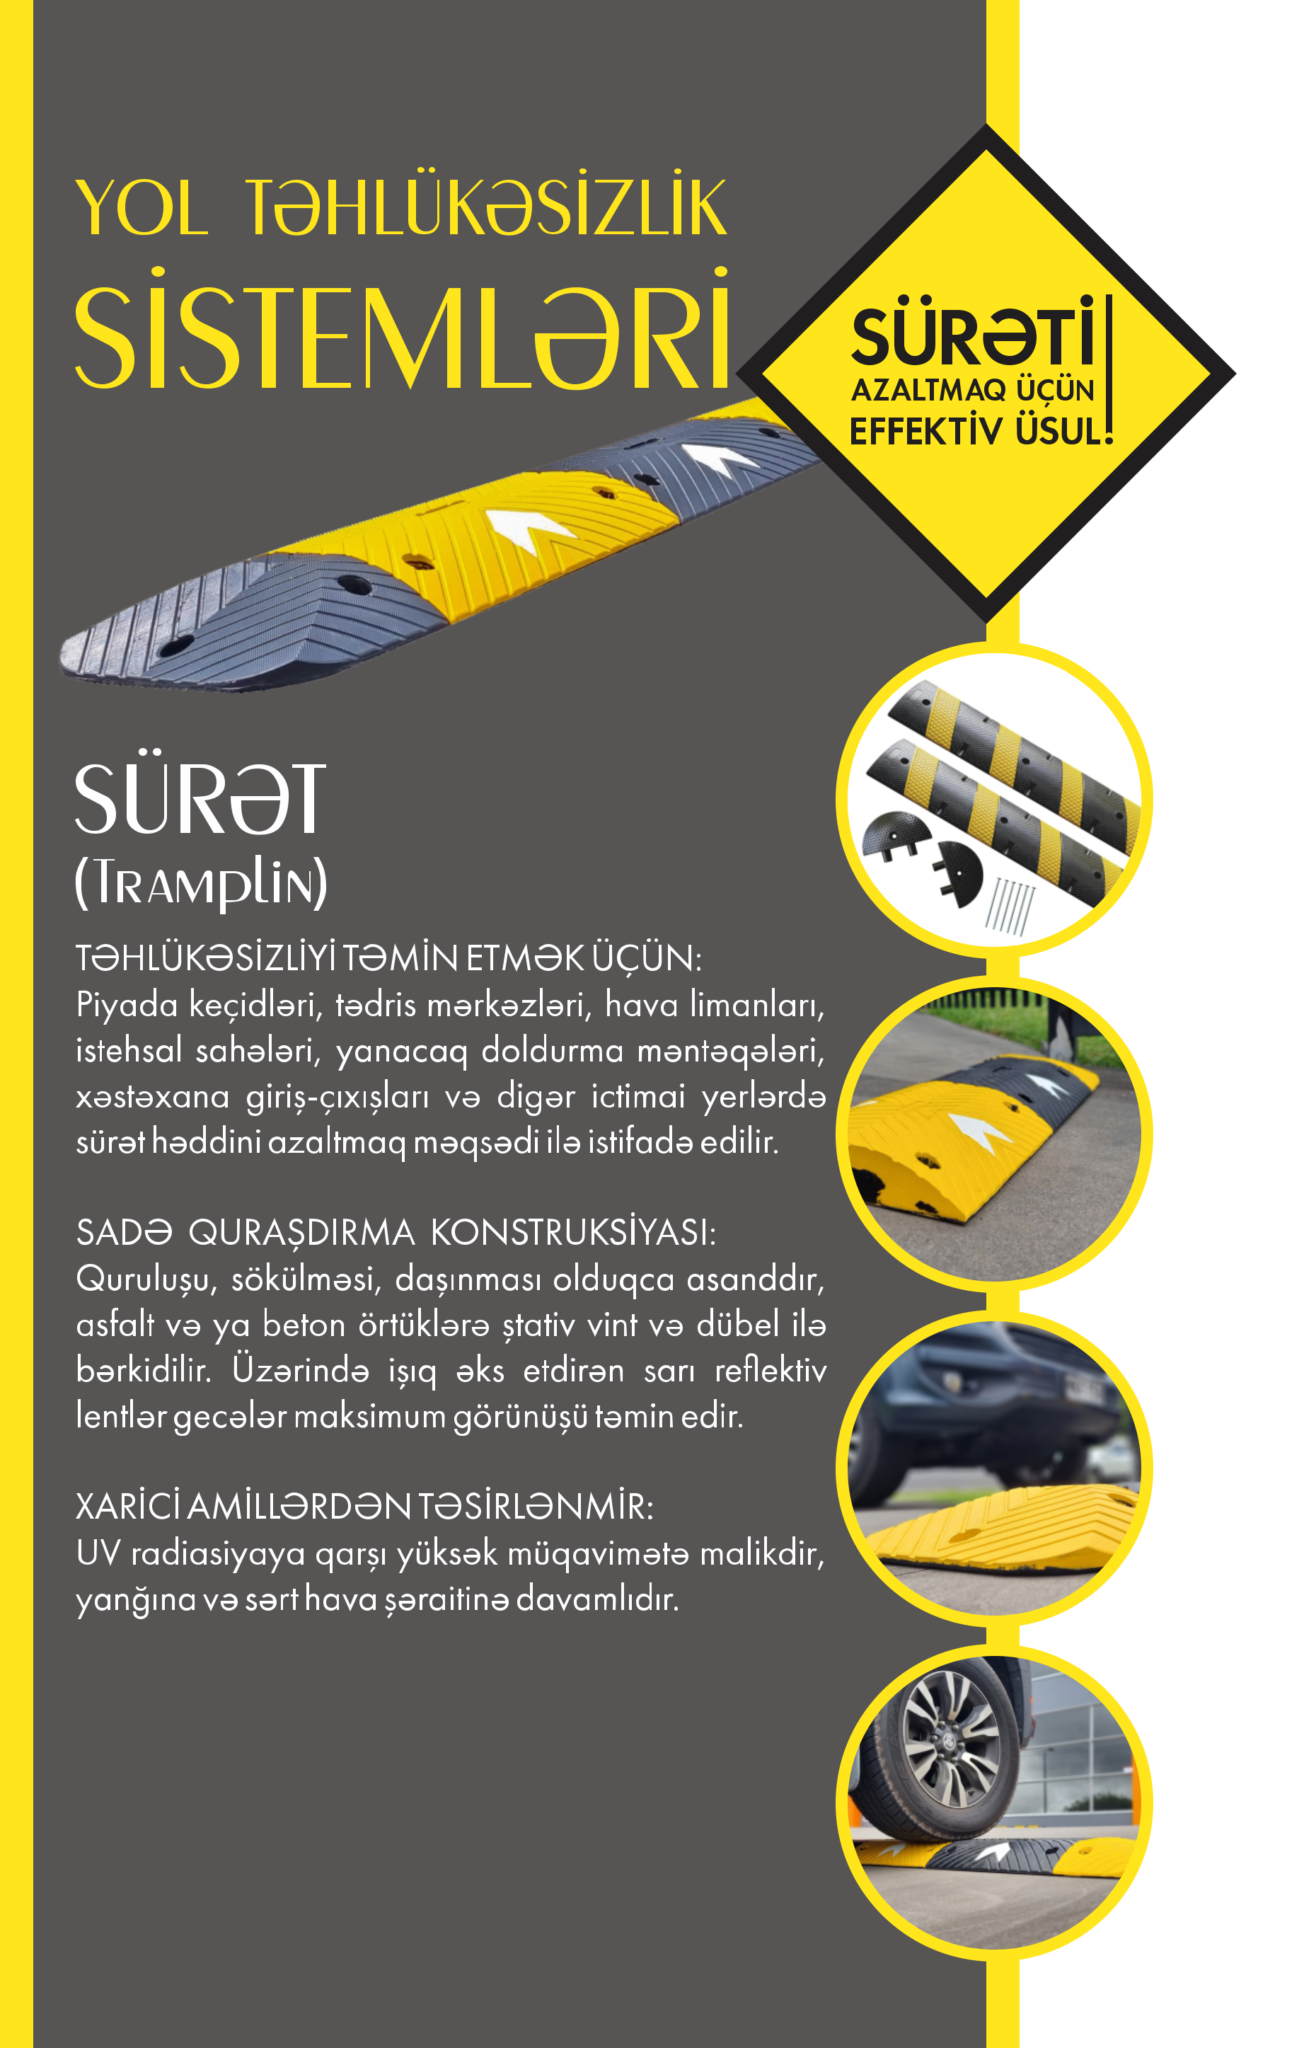 YOL TƏHLÜKƏSİZLİK
SİSTEMLƏRİ
SÜRƏTİ
AZALTMAQ ÜÇÜN
EFFEKTİV ÜSUL!
SÜRƏT
(TRAMPLİN)
TƏHLÜKƏSİZLİYİ TƏMİN ETMƏK ÜÇÜN:
Piyada keçidləri, tədris mərkəzləri, hava limanları,
istehsal sahələri, yanacaq doldurma məntəqələri,
xəstəxana giriş-çıxışları və digər ictimai yerlərdə
sürət həddini azaltmaq məqsədi ilə istifadə edilir.
SADƏ QURAŞDIRMA KONSTRUKSİYASI:
Quruluşu, sökülməsi, daşınması olduqca asanddır,
asfalt və ya beton örtüklərə ştativ vint və dübel ilə
bərkidilir. Üzərində işıq əks etdirən sarı reflektiv
lentlər gecələr maksimum görünüşü təmin edir.
XARİCİ AMİLLƏRDƏN TƏSİRLƏNMİR:
UV radiasiyaya qarşı yüksək müqavimətə malikdir,
yanğına və sərt hava şəraitinə davamlıdır.